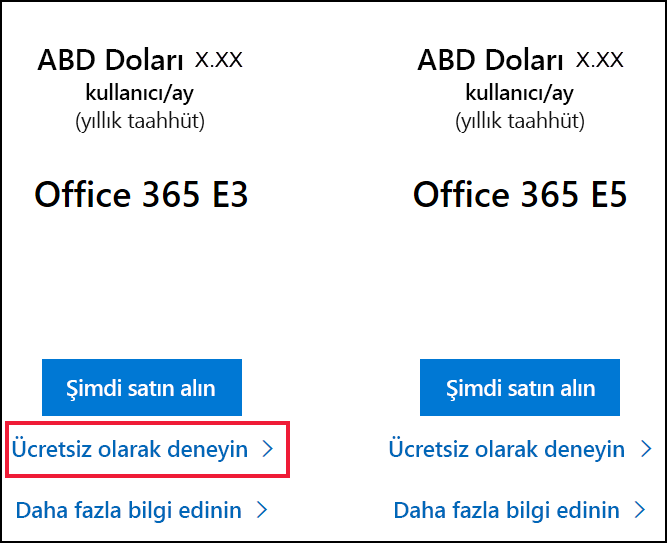 ABD Doları X.XX
kullanıcı/ay
(yıllık taahhüt)
Office 365 E3
Şimdi satın alın
Ücretsiz olarak deneyin
Daha fazla bilgi edinin
ABD Doları X.XX
kullanıcı/ay
(yıllık taahhüt)
Office 365 E5
Şimdi satın alın
Ücretsiz olarak deneyin
Daha fazla bilgi edinin